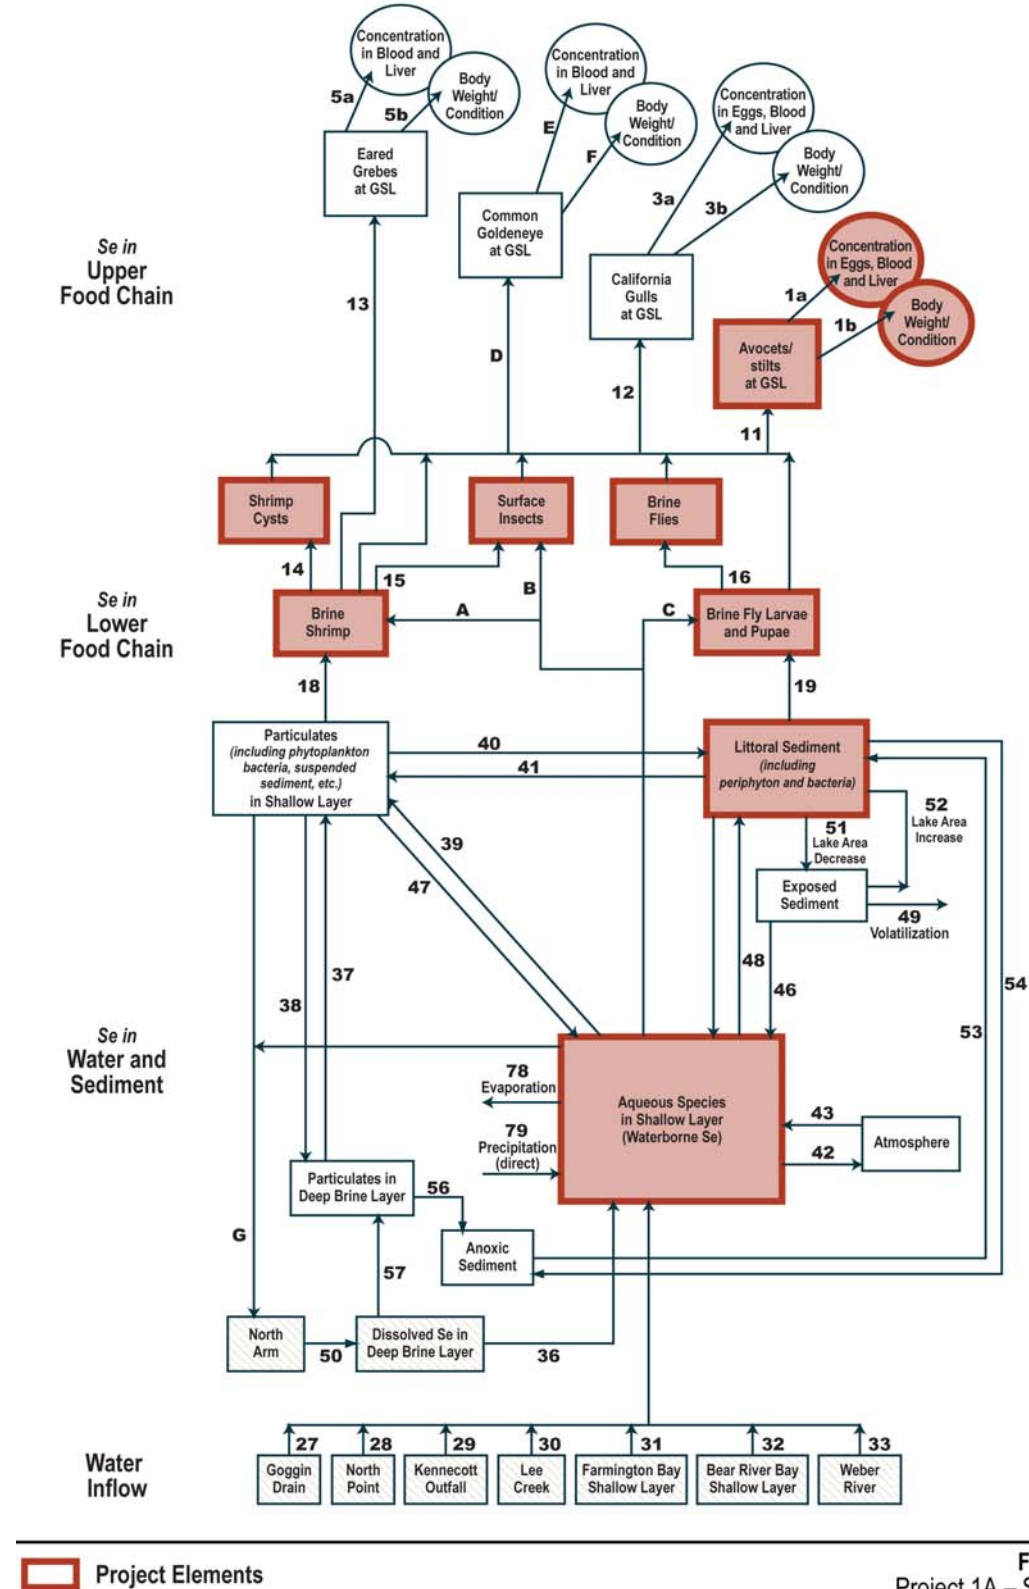 Concentration
in Blood and
Liver
Body
Weight/
Condition
5a
5b
Eared
Grebes
at GSL
Concentration
in Blood and
Liver
Body
Weight/
Condition
E
F
Common
Goldeneye
at GSL
Concentration
in Eggs, Blood
and Liver
Body
Weight/
Condition
3a
3b
California
Gulls
at GSL
Concentration
in Eggs, Blood
and Liver
Body
Weight/
Condition
1a
1b
Avocets/
stilts
at GSL
Se in
Upper
Food Chain
13
D
12
11
Shrimp
Cysts
Surface
Insects
Brine
Flies
14
15
B
16
Se in
Lower
Food Chain
Brine
Shrimp
A
C
Brine Fly Larvae
and Pupae
18
19
Particulates
(including phytoplankton
bacteria, suspended
sediment, etc.)
in Shallow Layer
40
41
Littoral Sediment
(including
periphyton and bacteria)
52
Lake Area
Increase
51
Lake Area
Decrease
39
47
Exposed
Sediment
49
Volatilization
37
38
48
46
54
53
Se in
Water and
Sediment
78
Evaporation
79
Precipitation
(direct)
Aqueous Species
in Shallow Layer
(Waterborne Se)
43
42
Atmosphere
Particulates in
Deep Brine Layer
56
G
Anoxic
Sediment
57
North
Arm
50
Dissolved Se in
Deep Brine Layer
36
Water
Inflow
27
28
29
30
31
32
33
Goggin
Drain
North
Point
Kennecott
Outfall
Lee
Creek
Farmington Bay
Shallow Layer
Bear River Bay
Shallow Layer
Weber
River
Project Elements
F
Project 1A – S